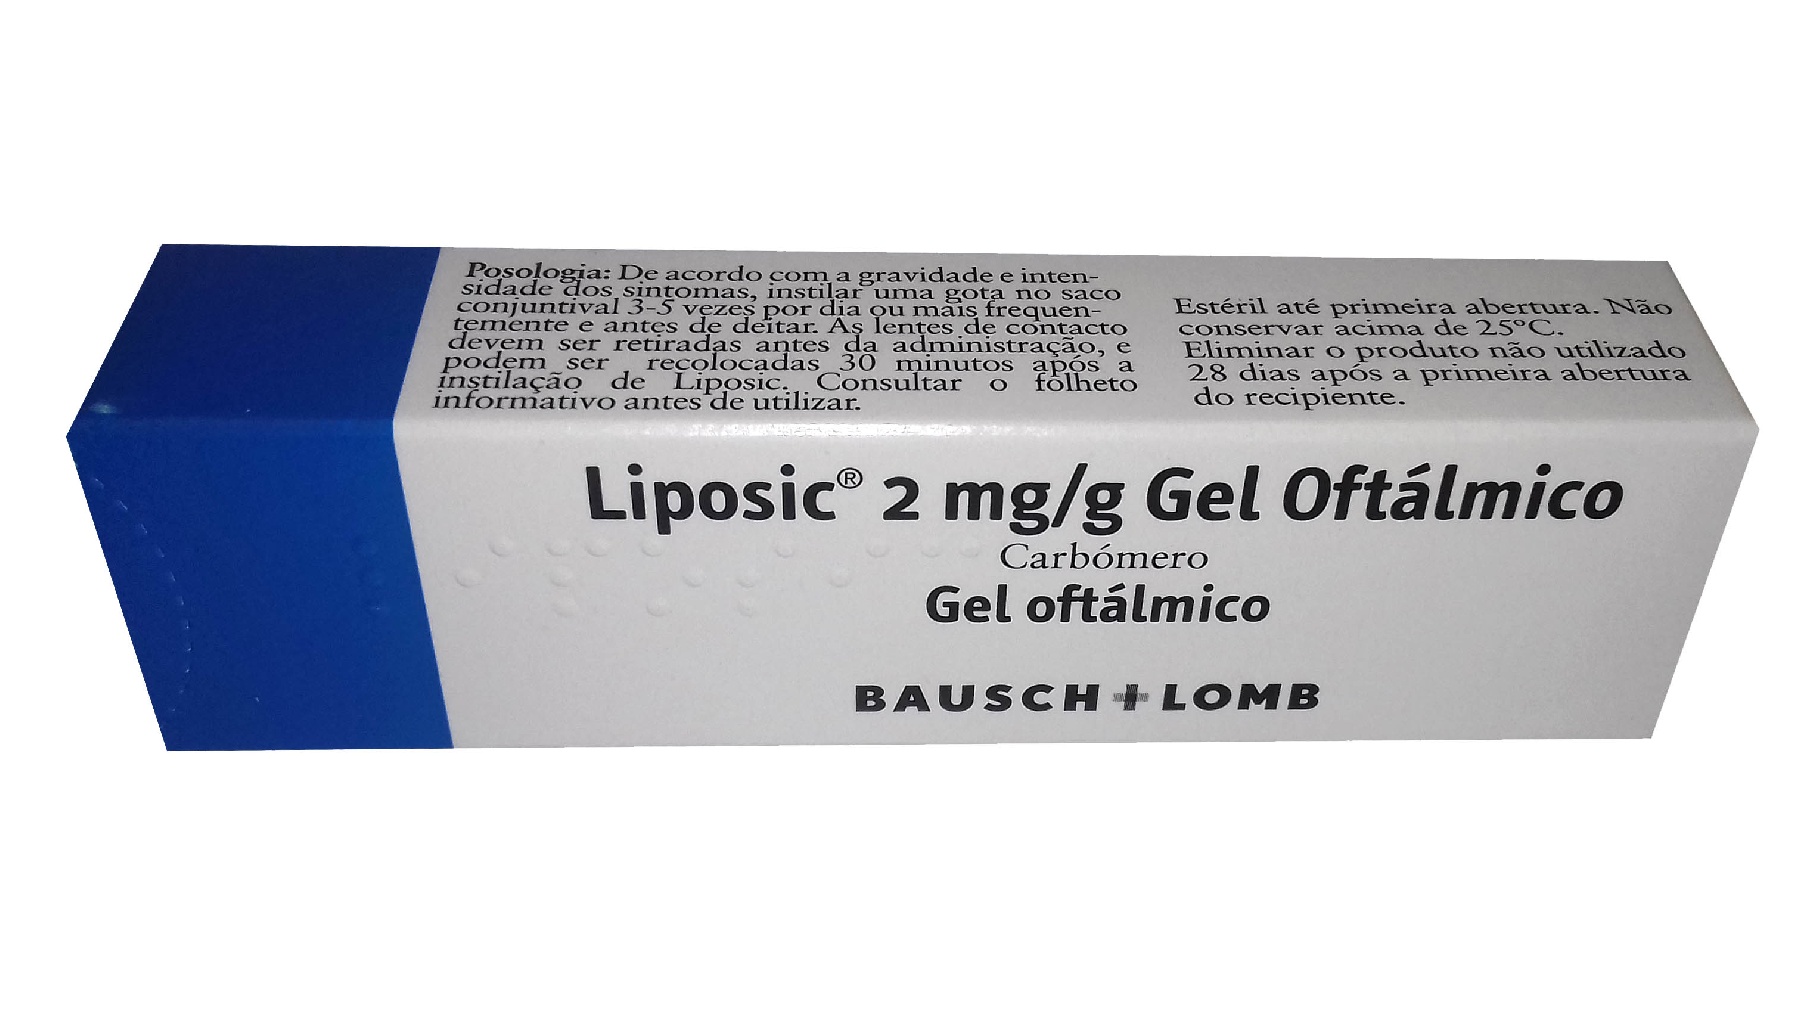 Posologia: De acordo com a gravidade e inten-
sidade dos sintomas, instilar uma gota no saco
conjuntival 3-5 vezes por dia ou mais frequen-
temente e antes de deitar. As lentes de contacto
devem ser retiradas antes da administração, e
podem ser recolocadas 30 minutos após a
instilação de Liposic. Consultar o folheto
informativo antes de utilizar.
Estéril até primeira abertura. Não
conservar acima de 25°C.
Eliminar o produto não utilizado
28 dias após a primeira abertura
do recipiente.
Liposic® 2 mg/g Gel Oftálmico
Carbómero
Gel oftálmico
BAUSCH + LOMB